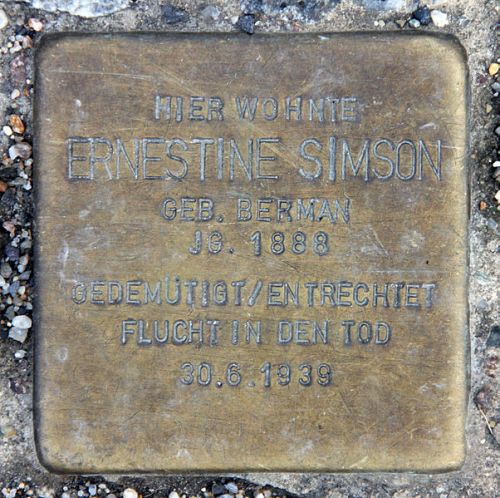 HIER WOHNTE
ERNESTINE SIMSON
GEB. BERMAN
JG. 1888
GEDEMÜTIGT/ENTRECHTET
FLUCHT IN DEN TOD
30.6.1939